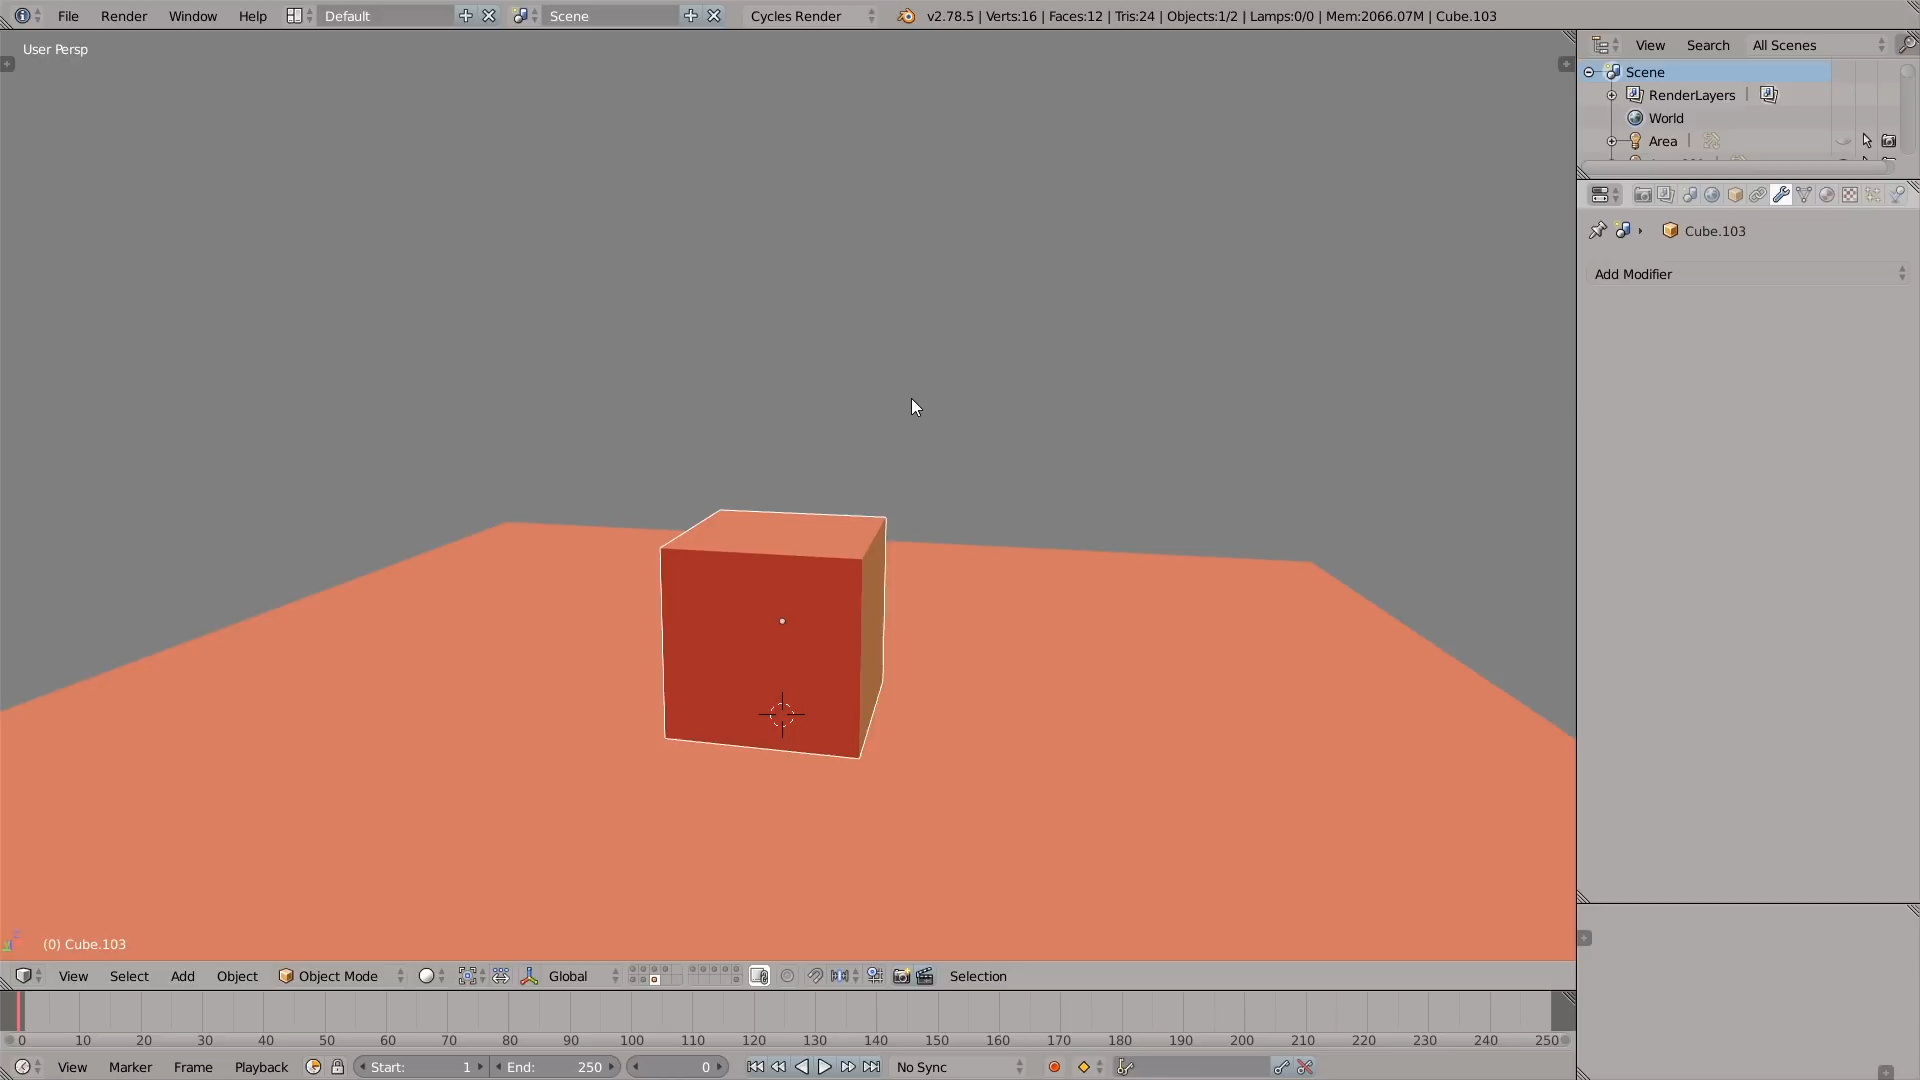 File Render Window Help Default Scene Cycles Render v2.78.5 | Verts:16 | Faces:12 | Tris:24 | Objects:1/2 | Lamps:0/0 | Mem:2066.07M | Cube.103
User Persp
View Search All Scenes
Scene
RenderLayers
World
Area
Cube.103
Add Modifier
(0) Cube.103
View Select Add Object Object Mode Global Selection
0 10 20 30 40 50 60 70 80 90 100 110 120 130 140 150 160 170 180 190 200 210 220 230 240 250
View Marker Frame Playback Start: 1 End: 250 0 No Sync